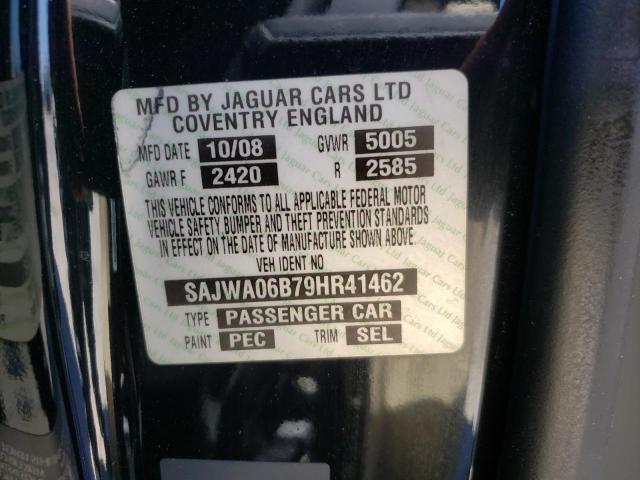 MFD BY JAGUAR CARS LTD
COVENTRY ENGLAND
MFD DATE 10/08 GVWR 5005
GAWR F 2420 R 2585
THIS VEHICLE CONFORMS TO ALL APPLICABLE FEDERAL MOTOR
VEHICLE SAFETY BUMPER AND THEFT PREVENTION STANDARDS
IN EFFECT ON THE DATE OF MANUFACTURE SHOWN ABOVE.
VEH IDENT NO
SAJWA06B79HR41462
TYPE PASSENGER CAR
PAINT PEC TRIM SEL